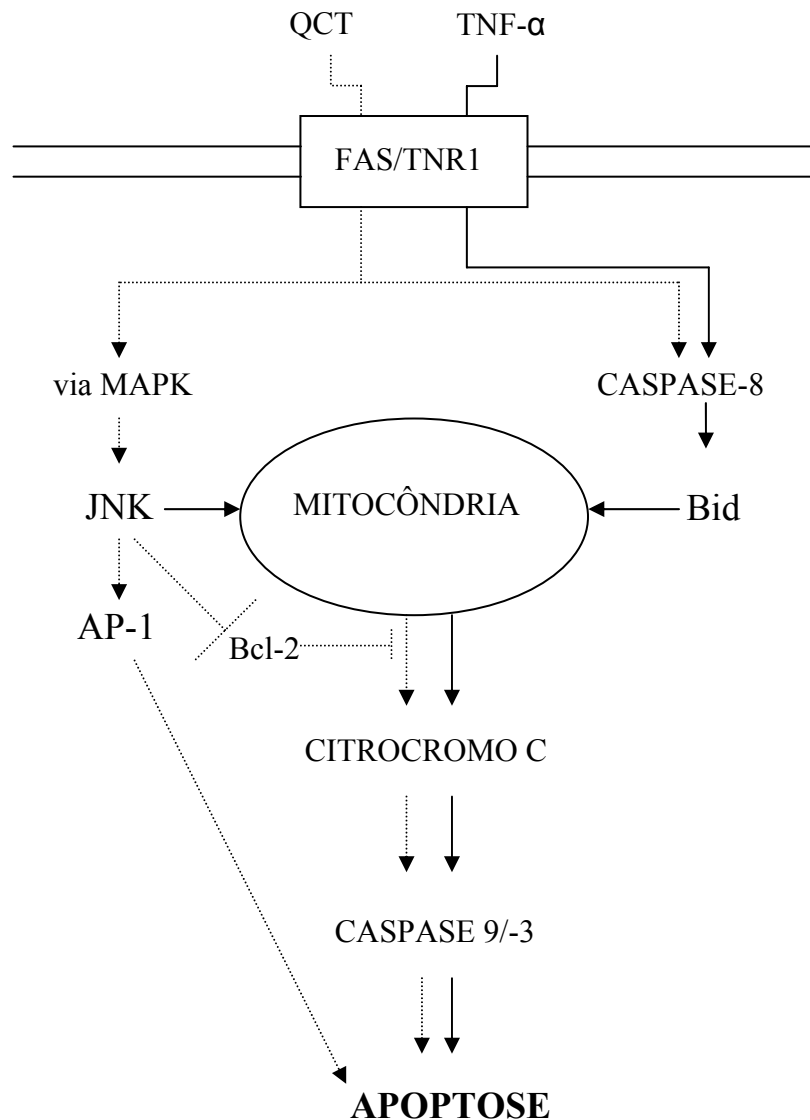 QCT TNF-α
FAS/TNR1
via MAPK CASPASE-8
JNK MITOCÔNDRIA Bid
AP-1 Bcl-2
CITROCROMO C
CASPASE 9/-3
APOPTOSE